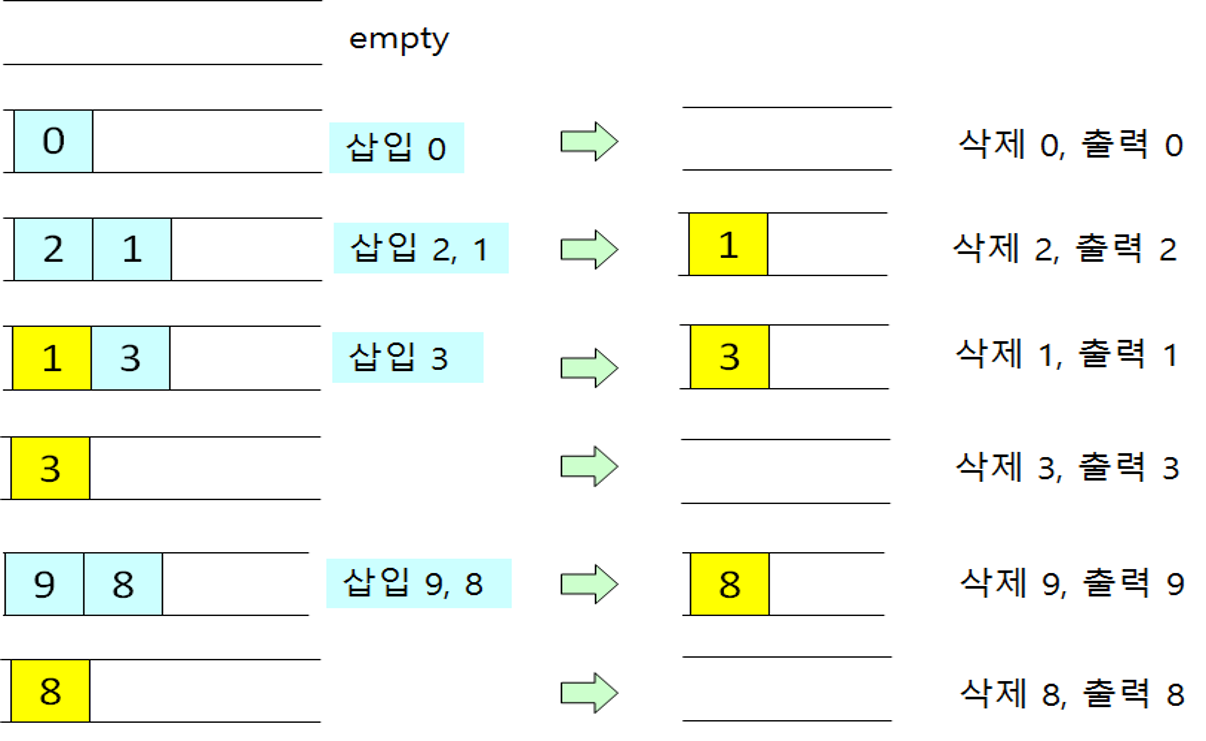 empty
0 삽입 0 삭제 0, 출력 0
2 1 삽입 2, 1 1 삭제 2, 출력 2
1 3 삽입 3 3 삭제 1, 출력 1
3 삭제 3, 출력 3
9 8 삽입 9, 8 8 삭제 9, 출력 9
8 삭제 8, 출력 8